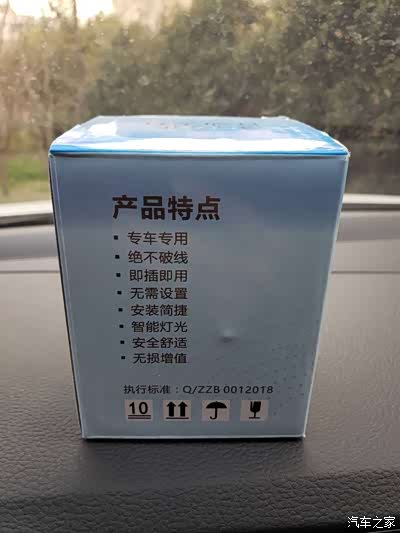 产品特点
▪ 专车专用
▪ 绝不破线
▪ 即插即用
▪ 无需设置
▪ 安装简捷
▪ 智能灯光
▪ 安全舒适
▪ 无损增值
执行标准：Q/ZZB 0012018
10
汽车之家